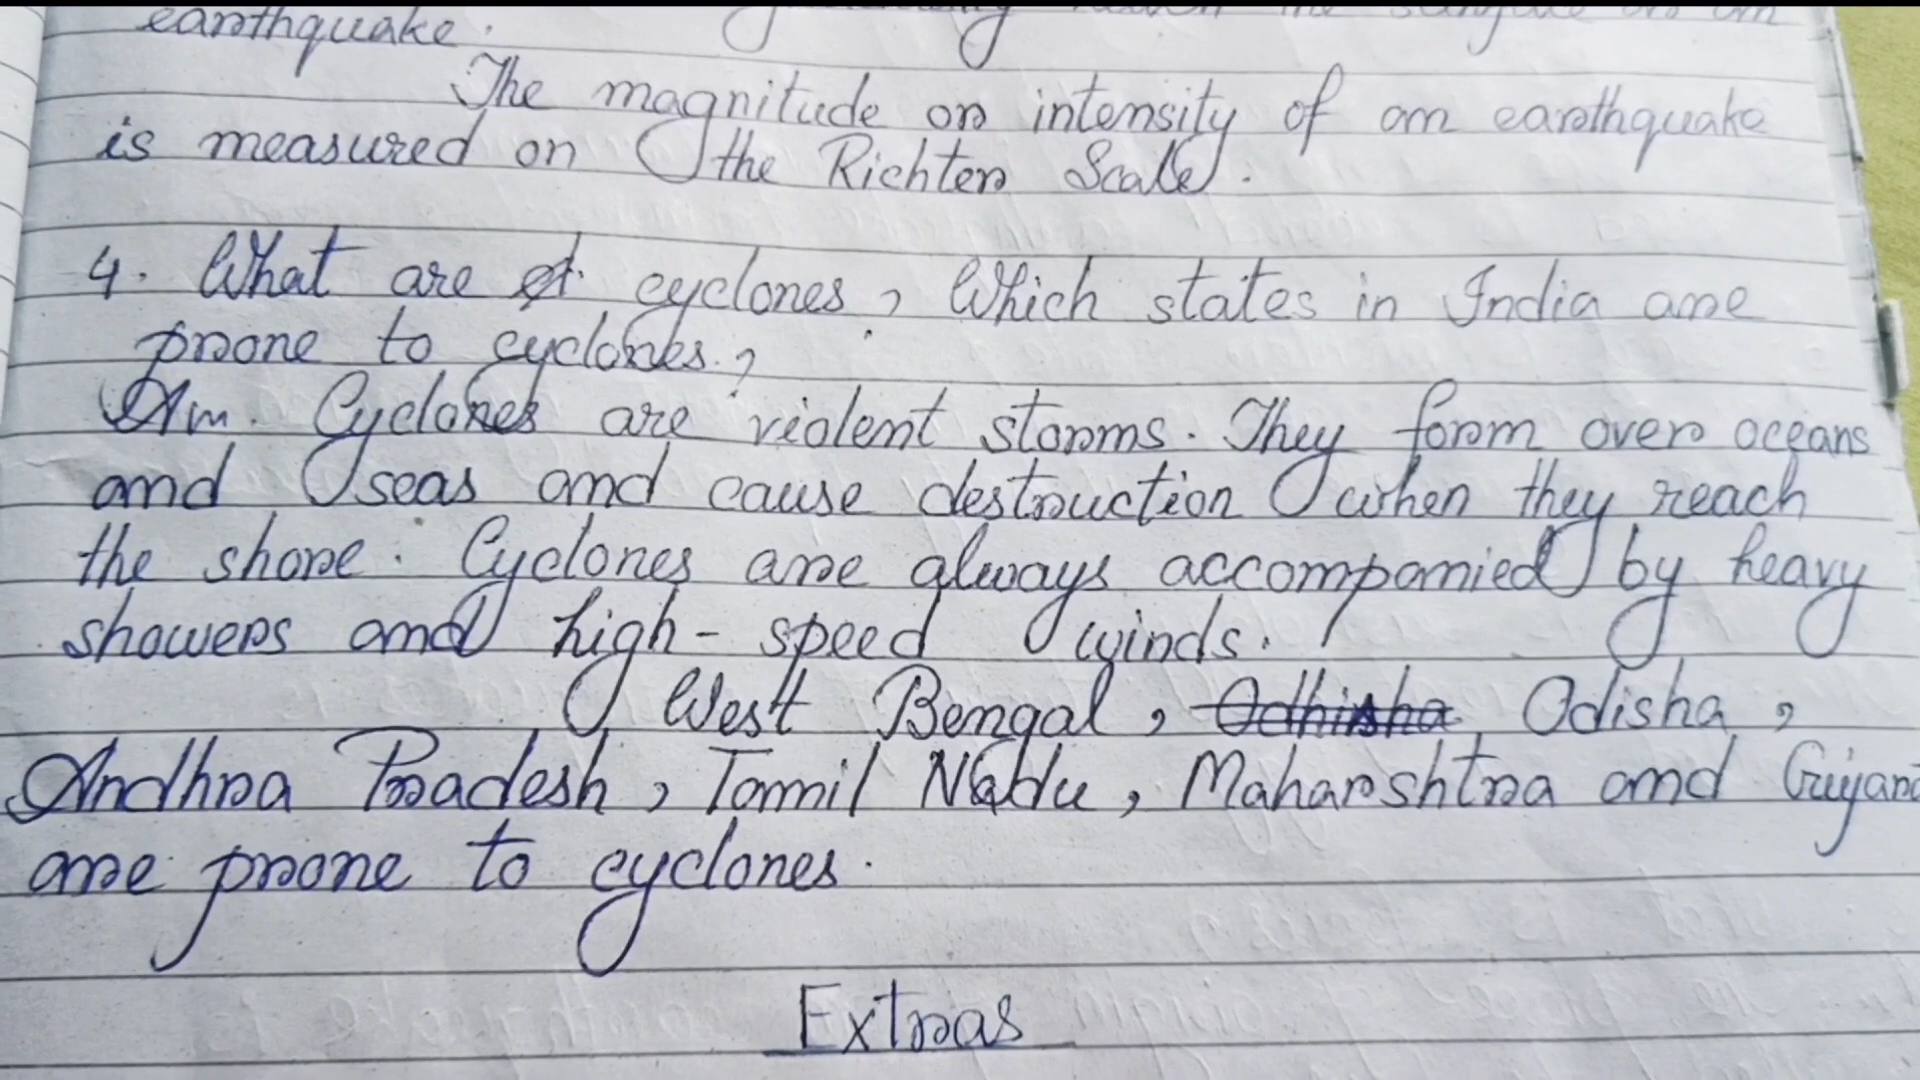 earthquake.
The magnitude or intensity of an earthquake
is measured on the Richter Scale.
4. What are cyclones, Which states in India are
prone to cyclones.?
Ans. Cyclones are violent storms. They form over oceans
and seas and cause destruction when they reach
the shore. Cyclones are always accompanied by heavy
showers and high-speed winds.
West Bengal, Odhisha Odisha,
Andhra Pradesh, Tamil Nadu, Maharshtra and
are prone to cyclones.
Extras